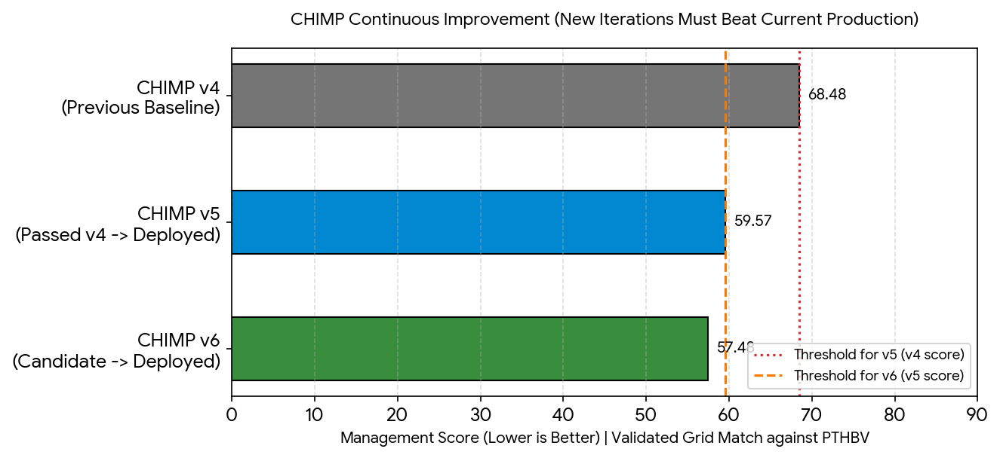 CHIMP Continuous Improvement (New Iterations Must Beat Current Production)
CHIMP v4
(Previous Baseline)
68.48
CHIMP v5
(Passed v4 -> Deployed)
59.57
CHIMP v6
(Candidate -> Deployed)
57.48
Threshold for v5 (v4 score)
Threshold for v6 (v5 score)
0 10 20 30 40 50 60 70 80 90
Management Score (Lower is Better) | Validated Grid Match against PTHBV